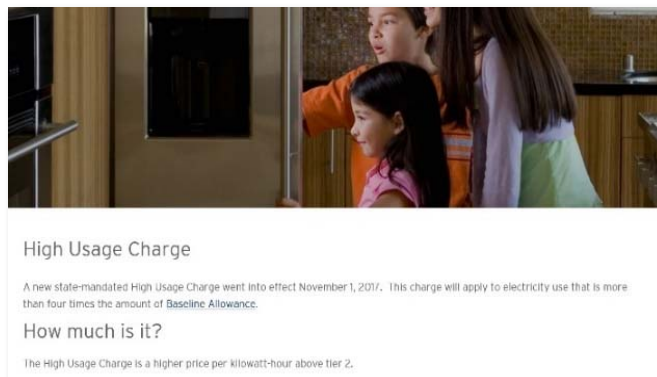 High Usage Charge
A new state-mandated High Usage Charge went into effect November 1, 2017. This charge will apply to electricity use that is more
than four times the amount of Baseline Allowance.
How much is it?
The High Usage Charge is a higher price per kilowatt-hour above tier 2.